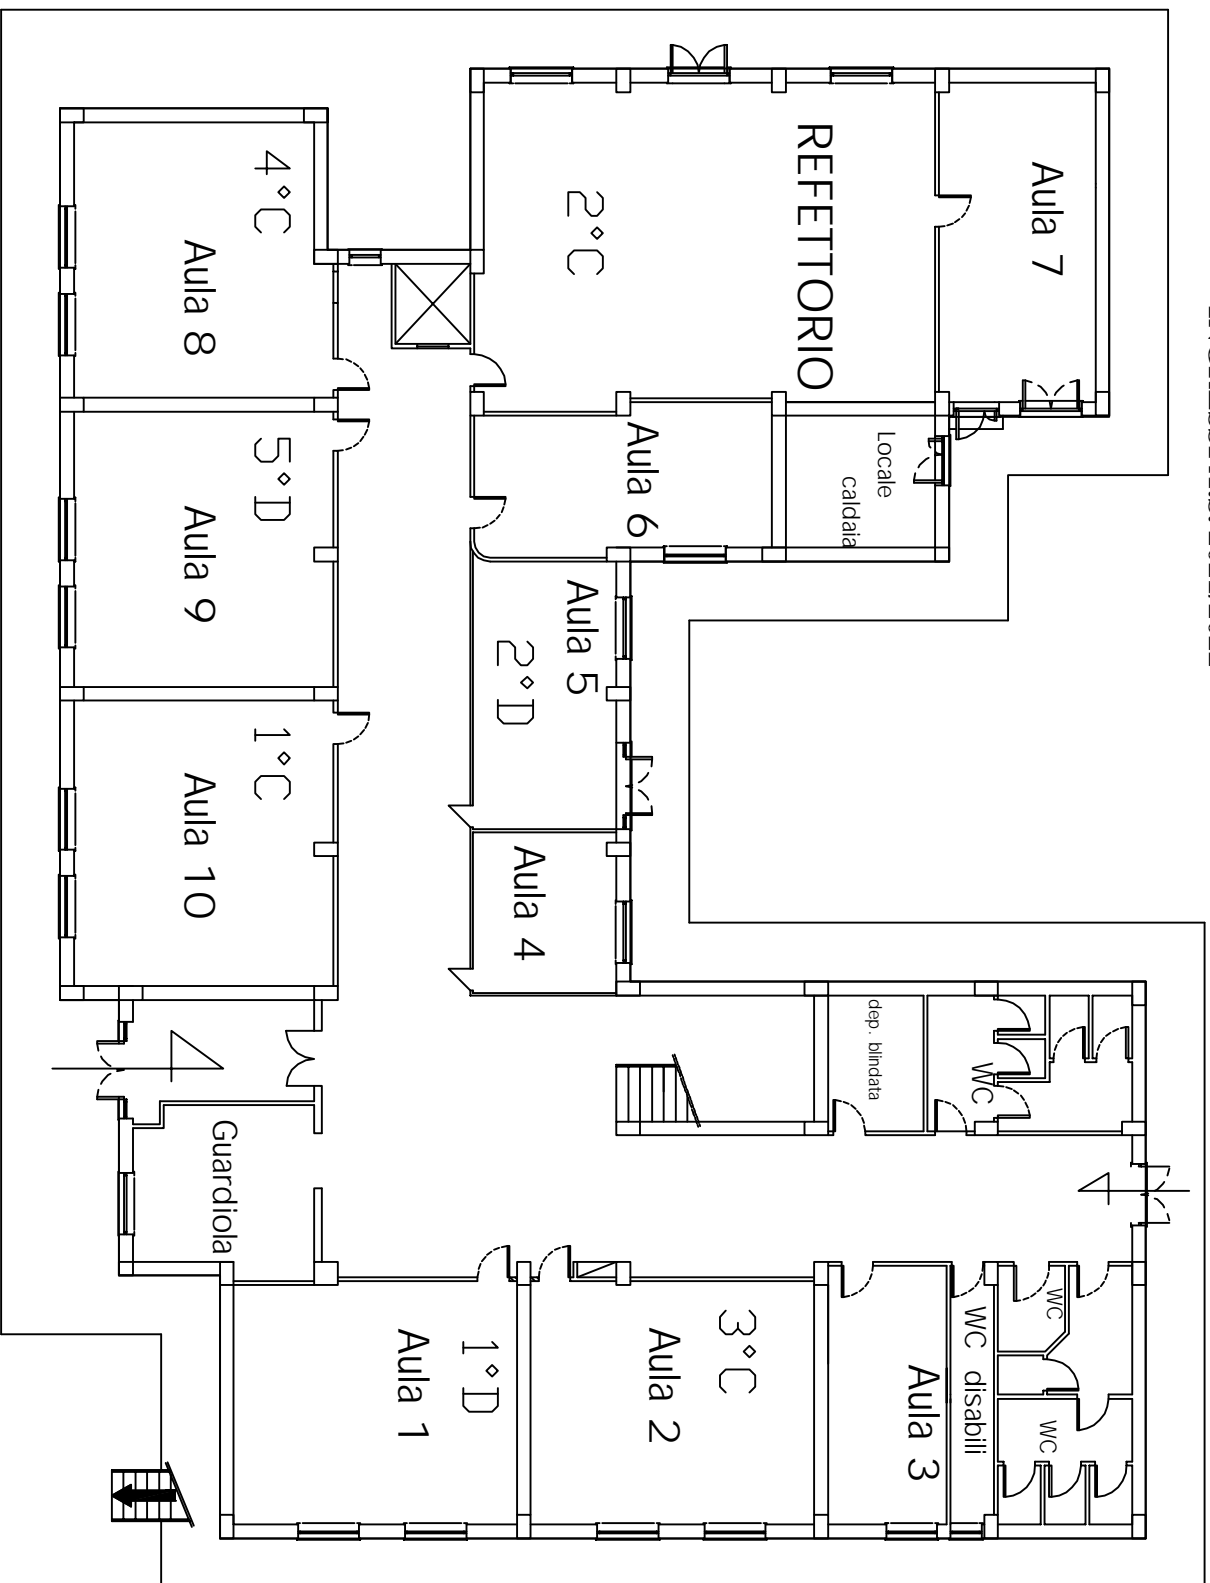 Aula 7
REFETTORIO
2°C
4°C
Aula 8
Locale
caldaia
Aula 6
5°D
Aula 9
Aula 5
2°D
1°C
Aula 10
Aula 4
dep. blindata
WC
Guardiola
WC
WC
WC disabili
Aula 3
3°C
Aula 2
1°D
Aula 1